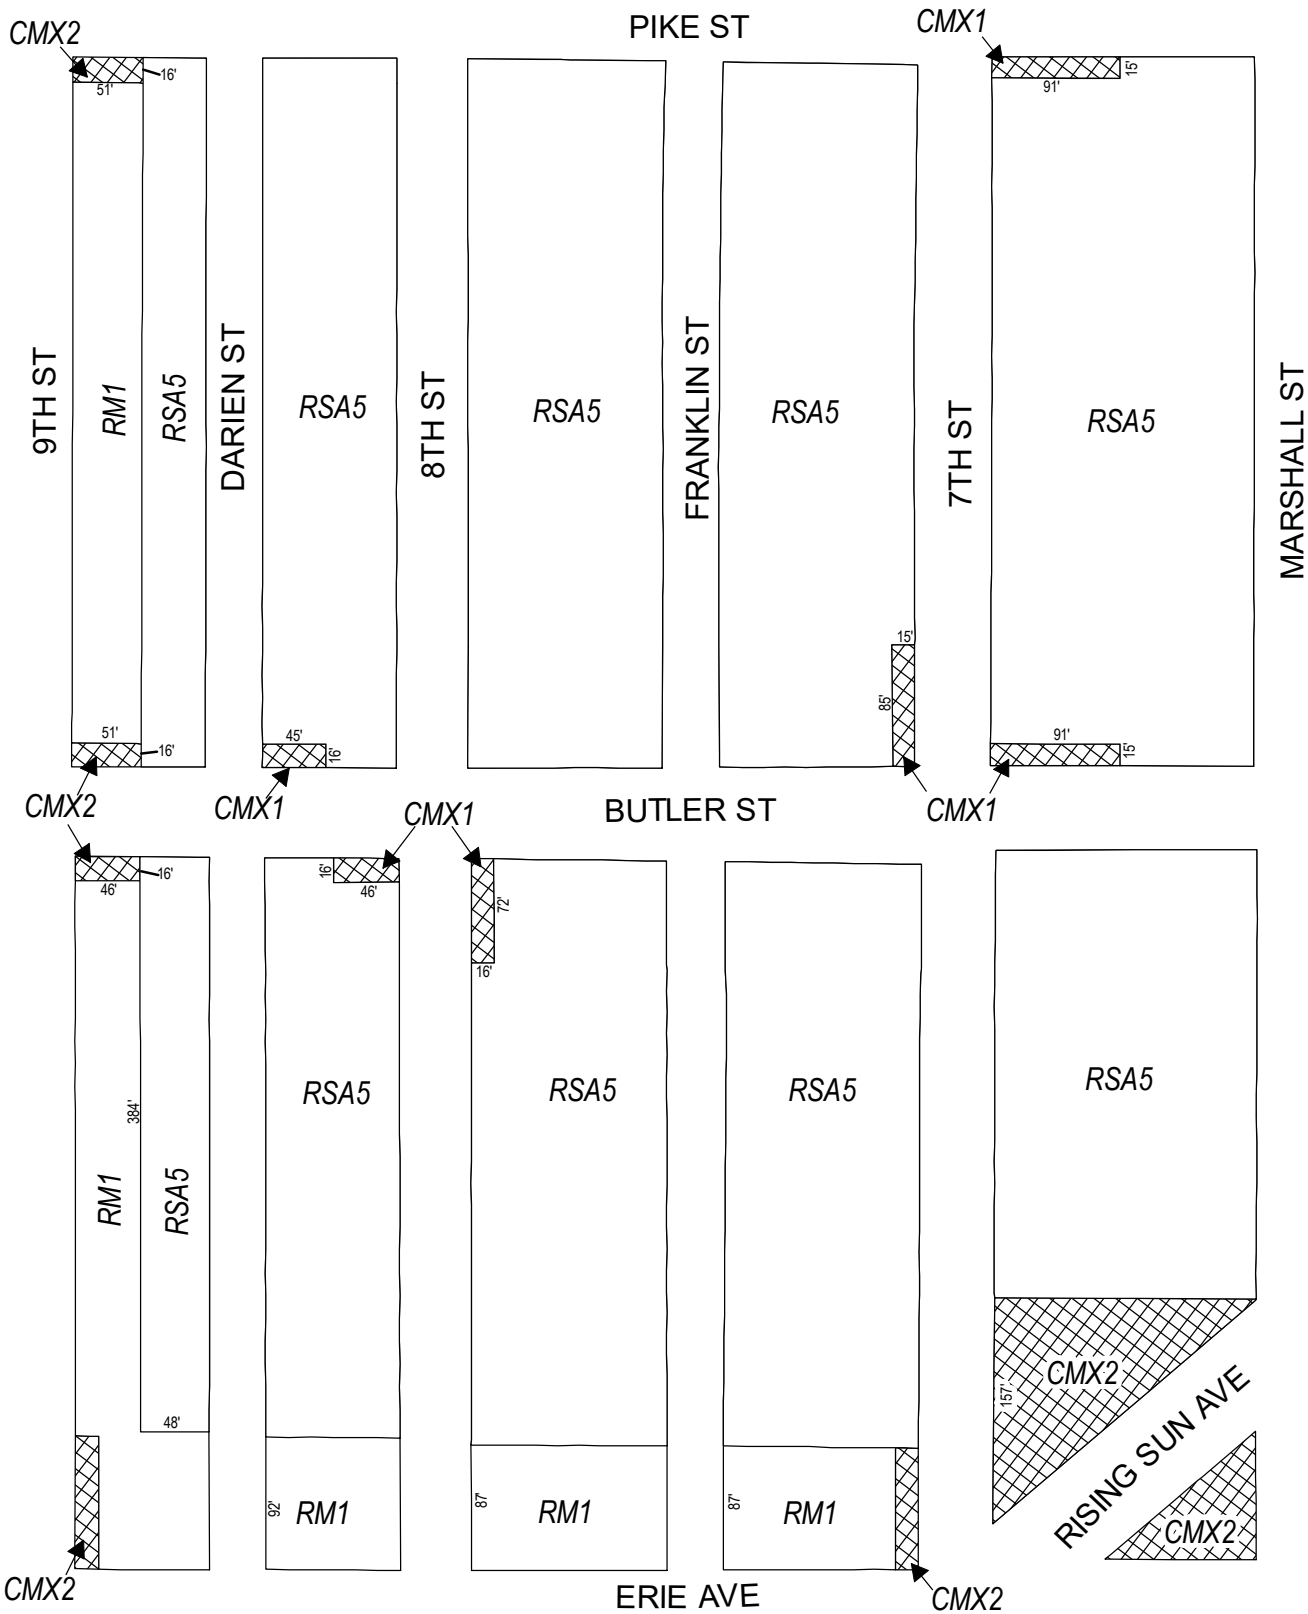 PIKE ST
CMX2
CMX1
16'
51'
15'
91'
9TH ST
RM1
RSA5
DARIEN ST
RSA5
8TH ST
RSA5
FRANKLIN ST
RSA5
7TH ST
RSA5
MARSHALL ST
15'
85'
51'
16'
45'
16'
91'
15'
CMX2
CMX1
CMX1
BUTLER ST
CMX1
16'
46'
16'
46'
72'
16'
384'
RM1
RSA5
RSA5
RSA5
RSA5
RSA5
48'
CMX2
157'
RISING SUN AVE
CMX2
92'
RM1
87'
RM1
87'
RM1
CMX2
CMX2
ERIE AVE